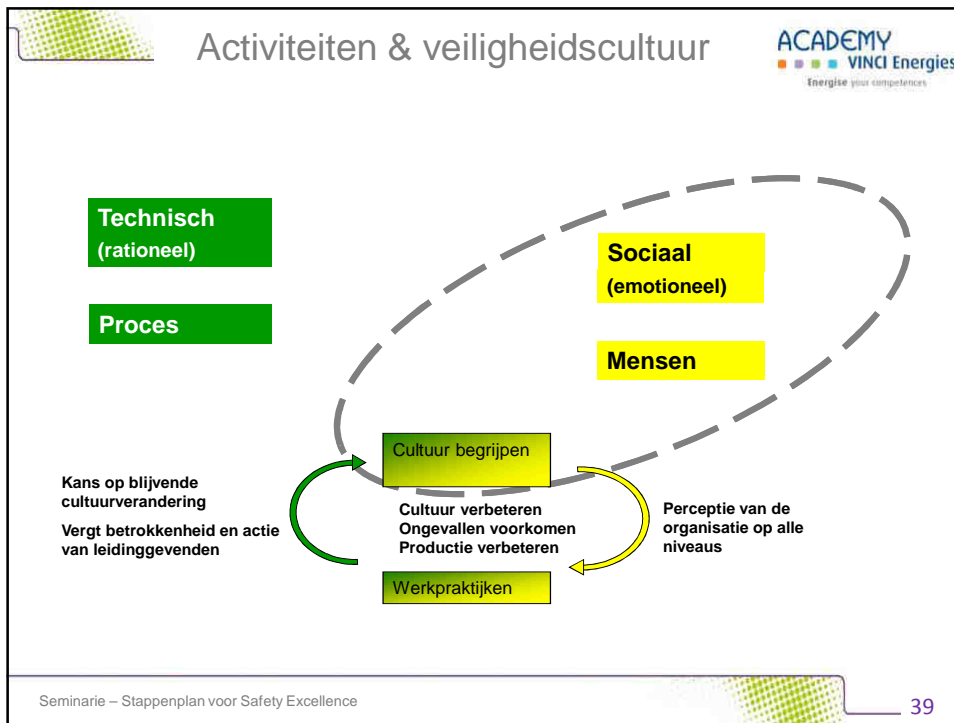 Activiteiten & veiligheidscultuur
ACADEMY
VINCI Energies
Energise your competences
Technisch
(rationeel)
Proces
Sociaal
(emotioneel)
Mensen
Cultuur begrijpen
Kans op blijvende
cultuurverandering
Vergt betrokkenheid en actie
van leidinggevenden
Cultuur verbeteren
Ongevallen voorkomen
Productie verbeteren
Perceptie van de
organisatie op alle
niveaus
Werkpraktijken
Seminarie – Stappenplan voor Safety Excellence
39